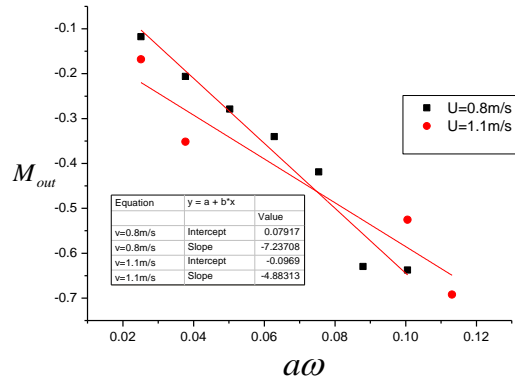 -0.1
-0.2
-0.3
-0.4
-0.5
-0.6
-0.7
M_out
0.02 0.04 0.06 0.08 0.10 0.12
aω
U=0.8m/s
U=1.1m/s
Equation y = a + b*x
Value
v=0.8m/s Intercept 0.07917
v=0.8m/s Slope -7.23708
v=1.1m/s Intercept -0.0969
v=1.1m/s Slope -4.88313